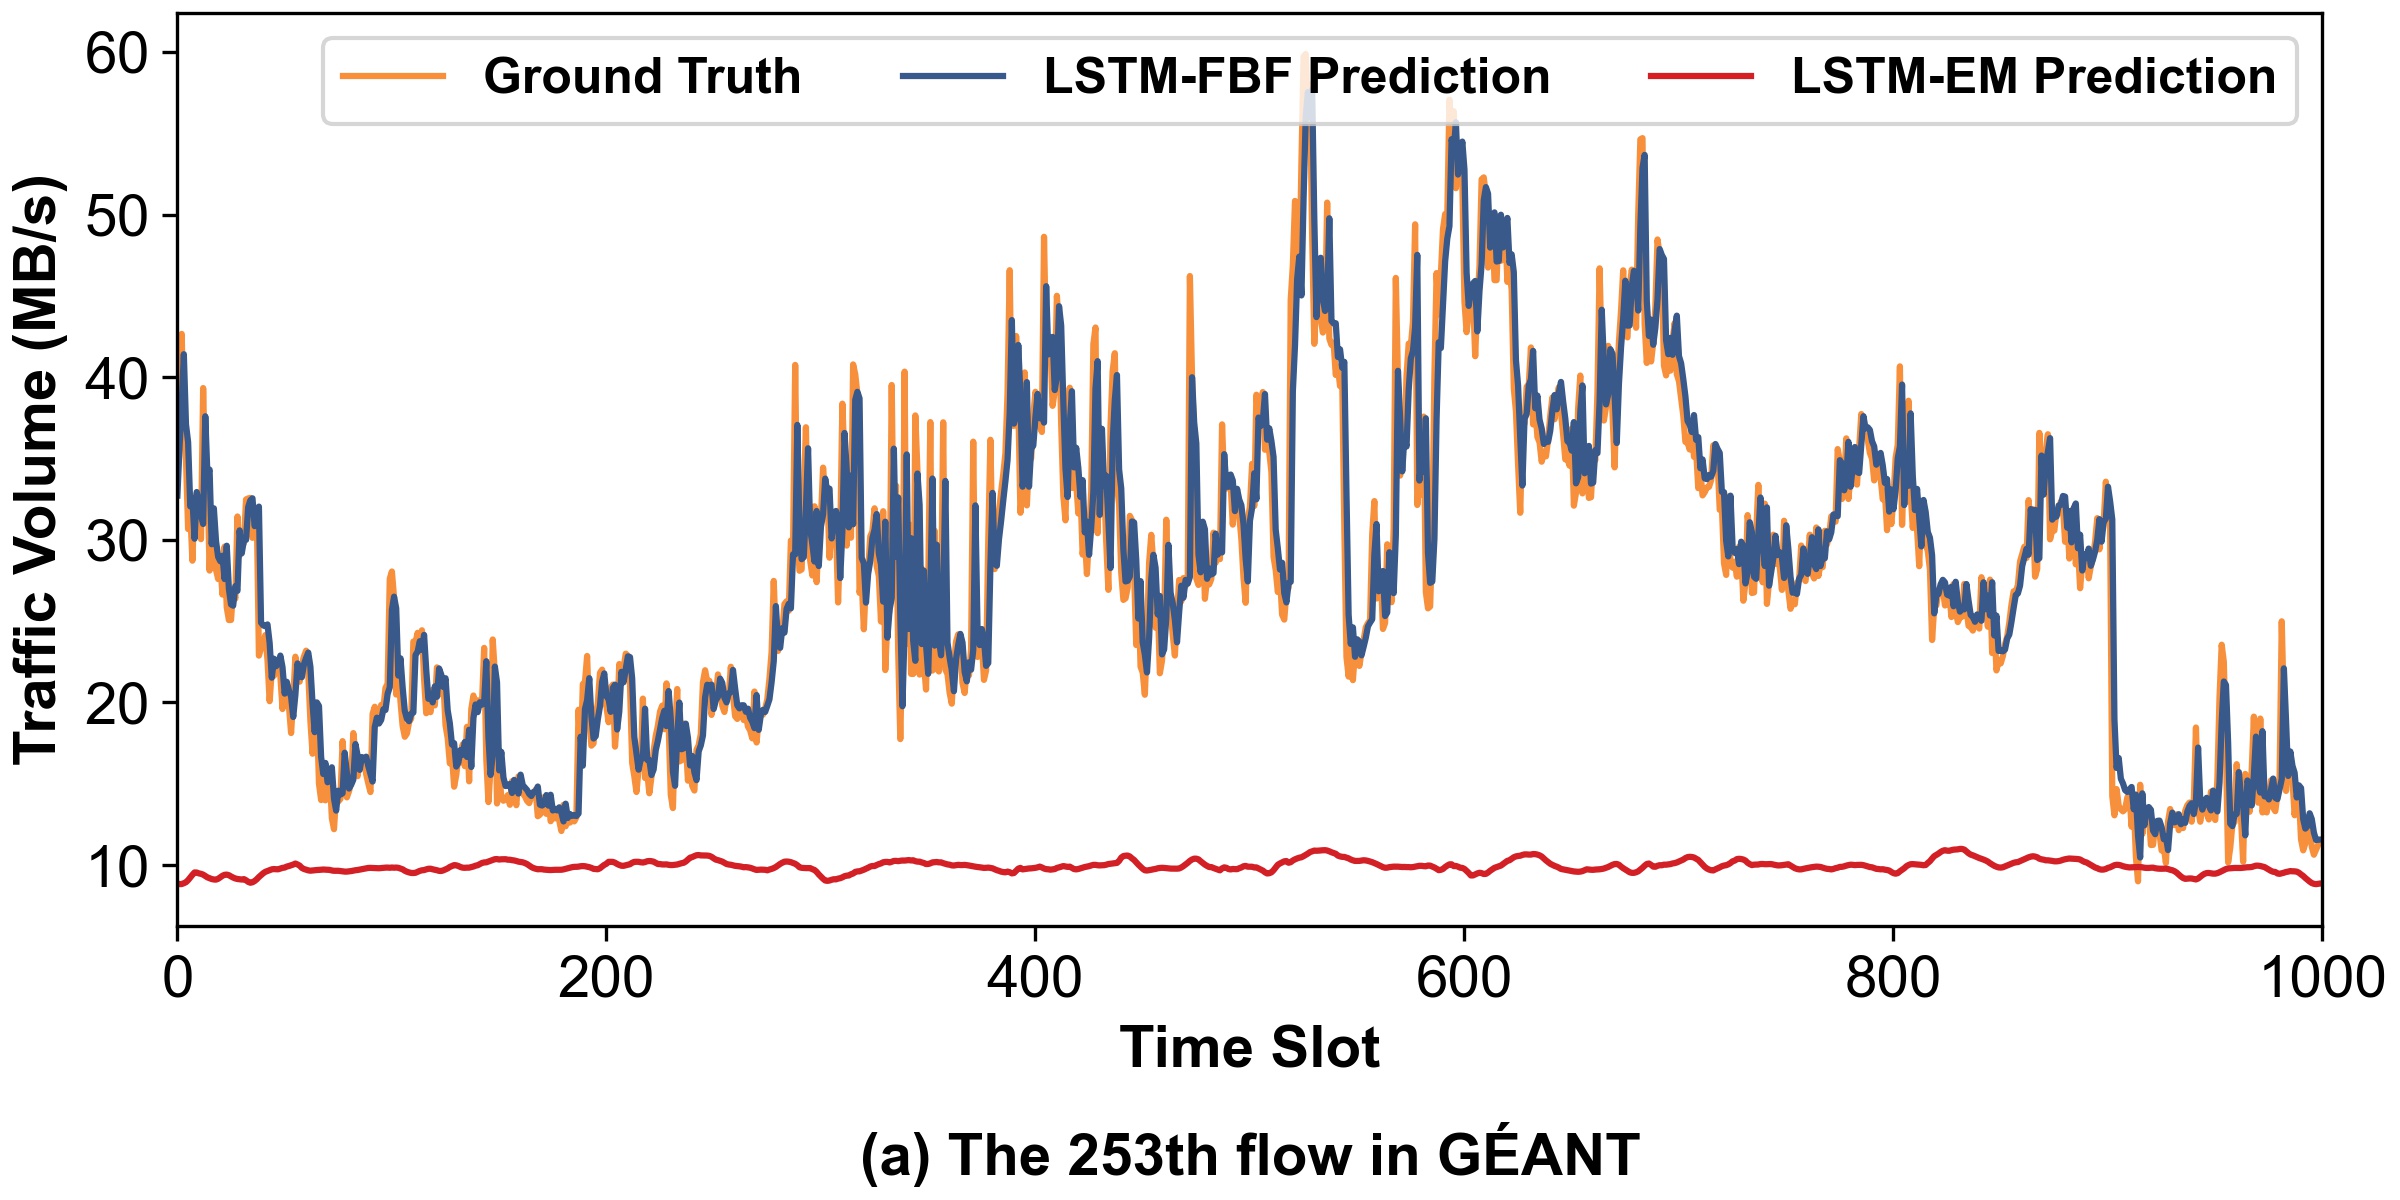 60
50
40
30
20
10
Traffic Volume (MB/s)
Ground Truth LSTM-FBF Prediction LSTM-EM Prediction
0 200 400 600 800 1000
Time Slot
(a) The 253th flow in GÉANT